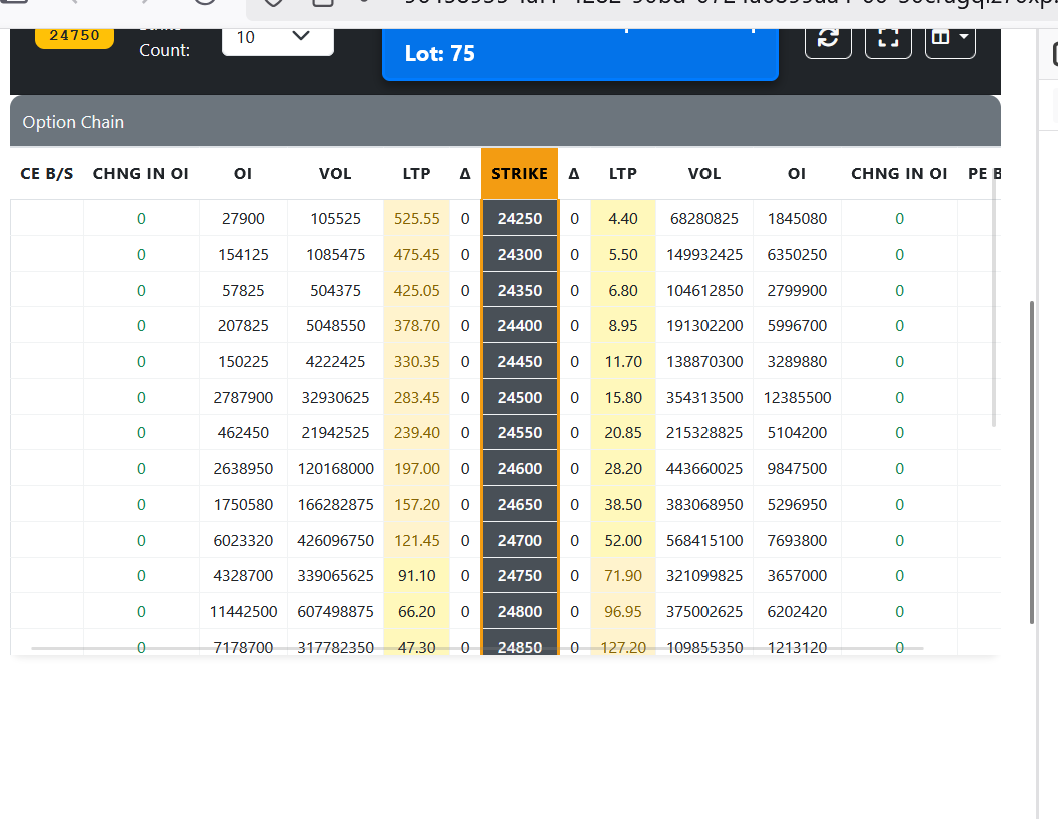 24750
Count:
10
Lot: 75
Option Chain
CE B/S CHNG IN OI OI VOL LTP Δ STRIKE Δ LTP VOL OI CHNG IN OI PE B
0 27900 105525 525.55 0 24250 0 4.40 68280825 1845080 0
0 154125 1085475 475.45 0 24300 0 5.50 149932425 6350250 0
0 57825 504375 425.05 0 24350 0 6.80 104612850 2799900 0
0 207825 5048550 378.70 0 24400 0 8.95 191302200 5996700 0
0 150225 4222425 330.35 0 24450 0 11.70 138870300 3289880 0
0 2787900 32930625 283.45 0 24500 0 15.80 354313500 12385500 0
0 462450 21942525 239.40 0 24550 0 20.85 215328825 5104200 0
0 2638950 120168000 197.00 0 24600 0 28.20 443660025 9847500 0
0 1750580 166282875 157.20 0 24650 0 38.50 383068950 5296950 0
0 6023320 426096750 121.45 0 24700 0 52.00 568415100 7693800 0
0 4328700 339065625 91.10 0 24750 0 71.90 321099825 3657000 0
0 11442500 607498875 66.20 0 24800 0 96.95 375002625 6202420 0
0 7178700 317782350 47.30 0 24850 0 127.20 109855350 1213120 0